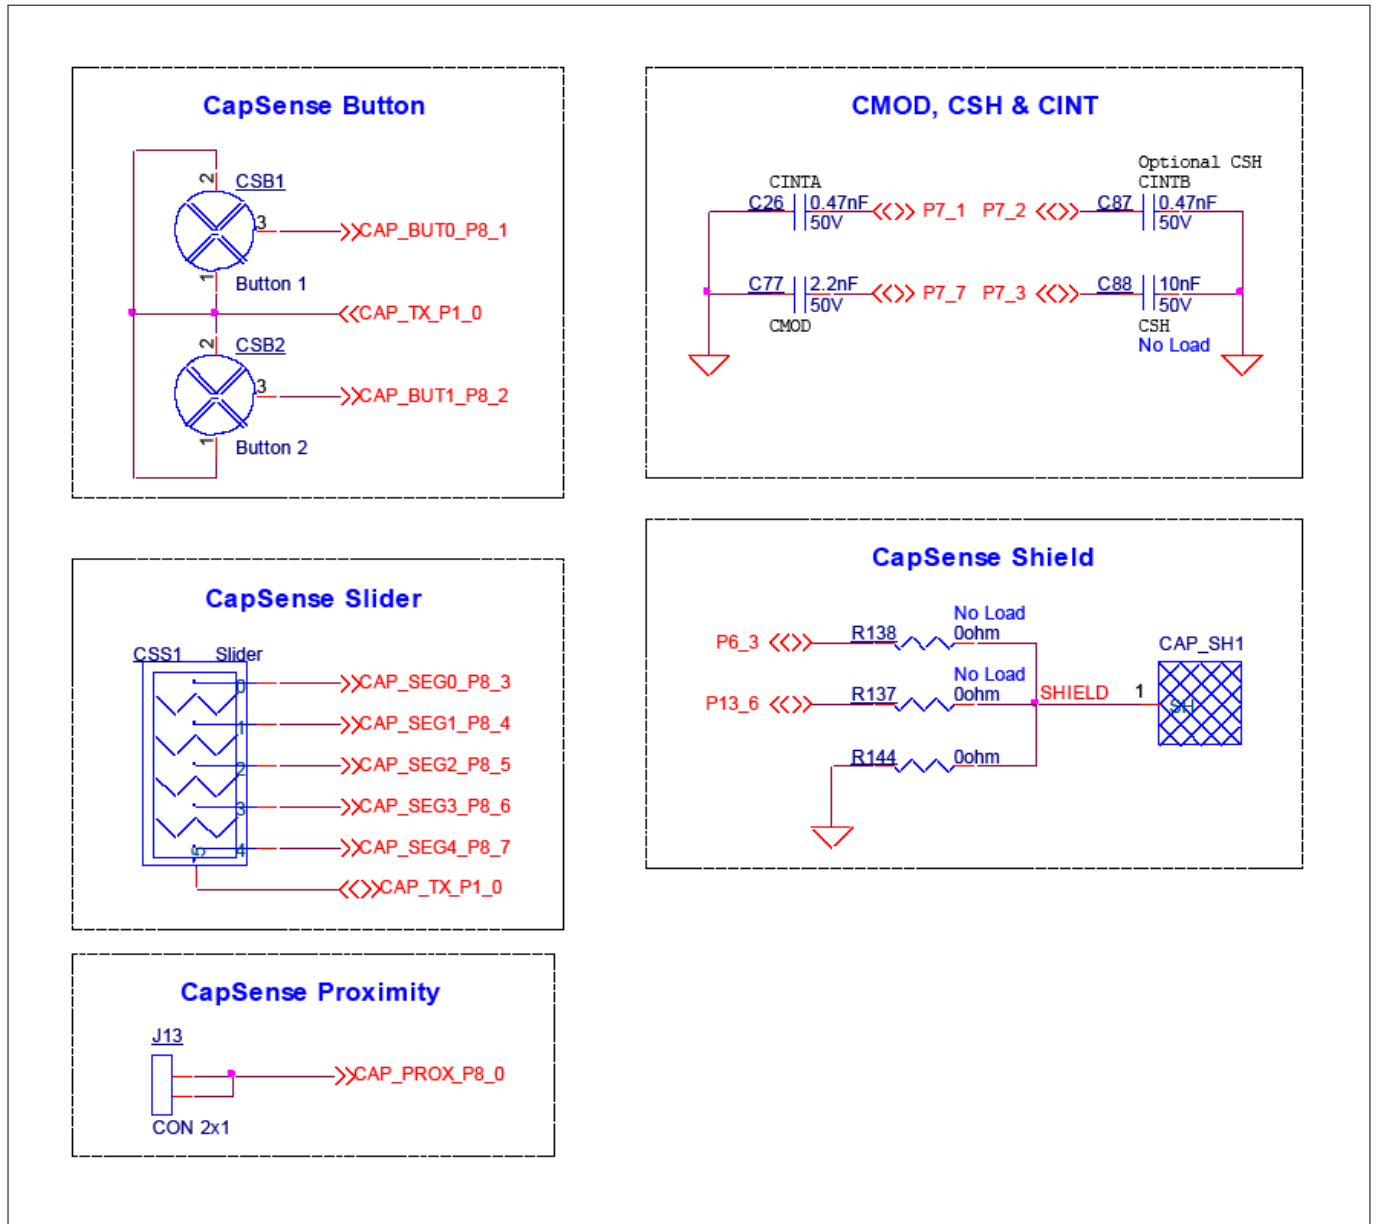 CapSense Button
2
CSB1
3
CAP_BUT0_P8_1
1
Button 1
CAP_TX_P1_0
2
CSB2
3
CAP_BUT1_P8_2
1
Button 2
CMOD, CSH & CINT
Optional CSH
CINTA
CINTB
C26 0.47nF P7_1 P7_2 C87 0.47nF
50V 50V
C77 2.2nF P7_7 P7_3 C88 10nF
50V 50V
CMOD CSH
No Load
CapSense Slider
CSS1 Slider
0 CAP_SEG0_P8_3
1 CAP_SEG1_P8_4
2 CAP_SEG2_P8_5
3 CAP_SEG3_P8_6
5 4 CAP_SEG4_P8_7
CAP_TX_P1_0
CapSense Shield
No Load
P6_3 R138 0ohm CAP_SH1
No Load
P13_6 R137 0ohm SHIELD 1 SH
R144 0ohm
CapSense Proximity
J13
CAP_PROX_P8_0
CON 2x1